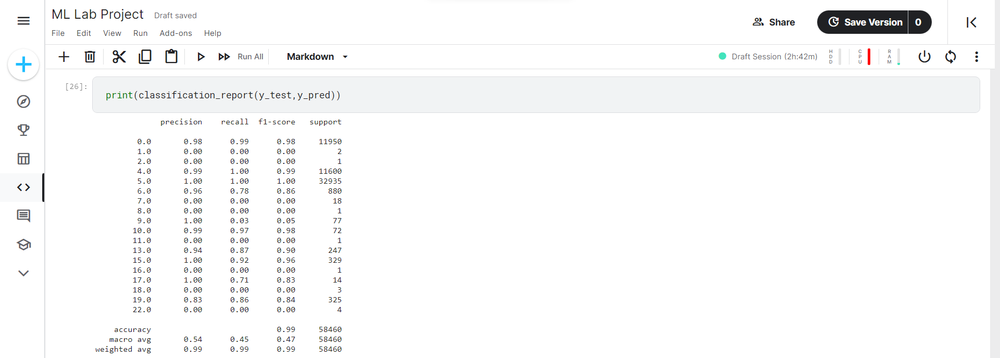 ML Lab Project Draft saved
File Edit View Run Add-ons Help
Share
Save Version 0
Run All
Markdown
Draft Session (2h:42m)
HDD
CPU
RAM
[26]:
print(classification_report(y_test,y_pred))
precision recall f1-score support
0.0 0.98 0.99 0.98 11950
1.0 0.00 0.00 0.00 2
2.0 0.00 0.00 0.00 1
4.0 0.99 1.00 0.99 11600
5.0 1.00 1.00 1.00 32935
6.0 0.96 0.78 0.86 880
7.0 0.00 0.00 0.00 18
8.0 0.00 0.00 0.00 1
9.0 1.00 0.03 0.05 77
10.0 0.99 0.97 0.98 72
11.0 0.00 0.00 0.00 1
13.0 0.94 0.87 0.90 247
15.0 1.00 0.92 0.96 329
16.0 0.00 0.00 0.00 1
17.0 1.00 0.71 0.83 14
18.0 0.00 0.00 0.00 3
19.0 0.83 0.86 0.84 325
22.0 0.00 0.00 0.00 4
accuracy 0.99 58460
macro avg 0.54 0.45 0.47 58460
weighted avg 0.99 0.99 0.99 58460